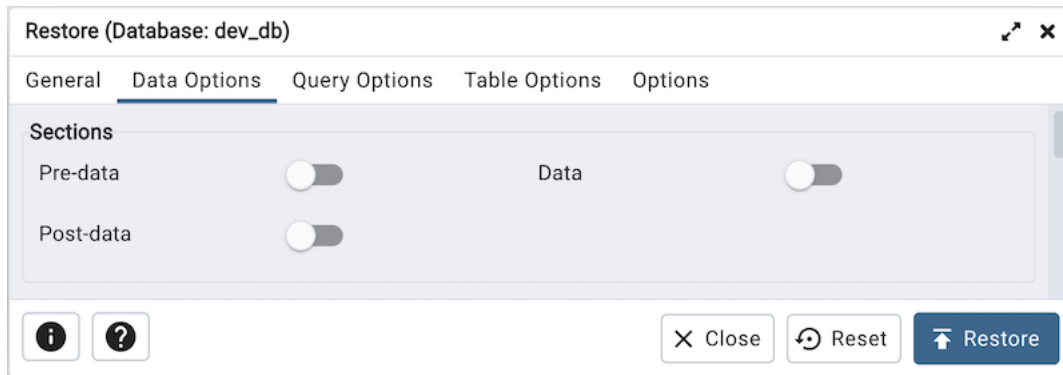 Restore (Database: dev_db)
General Data Options Query Options Table Options Options
Sections
Pre-data Data
Post-data
Close Reset Restore